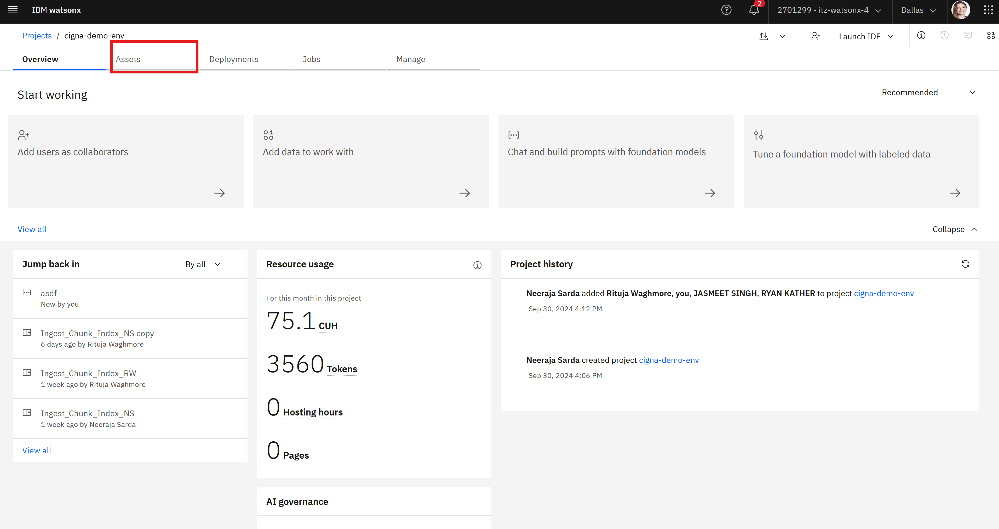 IBM watsonx
2
2701299 - itz-watsonx-4
Dallas
Projects / cigna-demo-env
Launch IDE
Overview
Assets
Deployments
Jobs
Manage
Start working
Recommended
Add users as collaborators
Add data to work with
Chat and build prompts with foundation models
Tune a foundation model with labeled data
View all
Collapse
Jump back in
By all
asdf
Now by you
Ingest_Chunk_Index_NS copy
6 days ago by Rituja Waghmore
Ingest_Chunk_Index_RW
1 week ago by Rituja Waghmore
Ingest_Chunk_Index_NS
1 week ago by Neeraja Sarda
View all
Resource usage
For this month in this project
75.1 CUH
3560 Tokens
0 Hosting hours
0 Pages
AI governance
Project history
Neeraja Sarda added Rituja Waghmore, you, JASMEET SINGH, RYAN KATHER to project cigna-demo-env
Sep 30, 2024 4:12 PM
Neeraja Sarda created project cigna-demo-env
Sep 30, 2024 4:06 PM